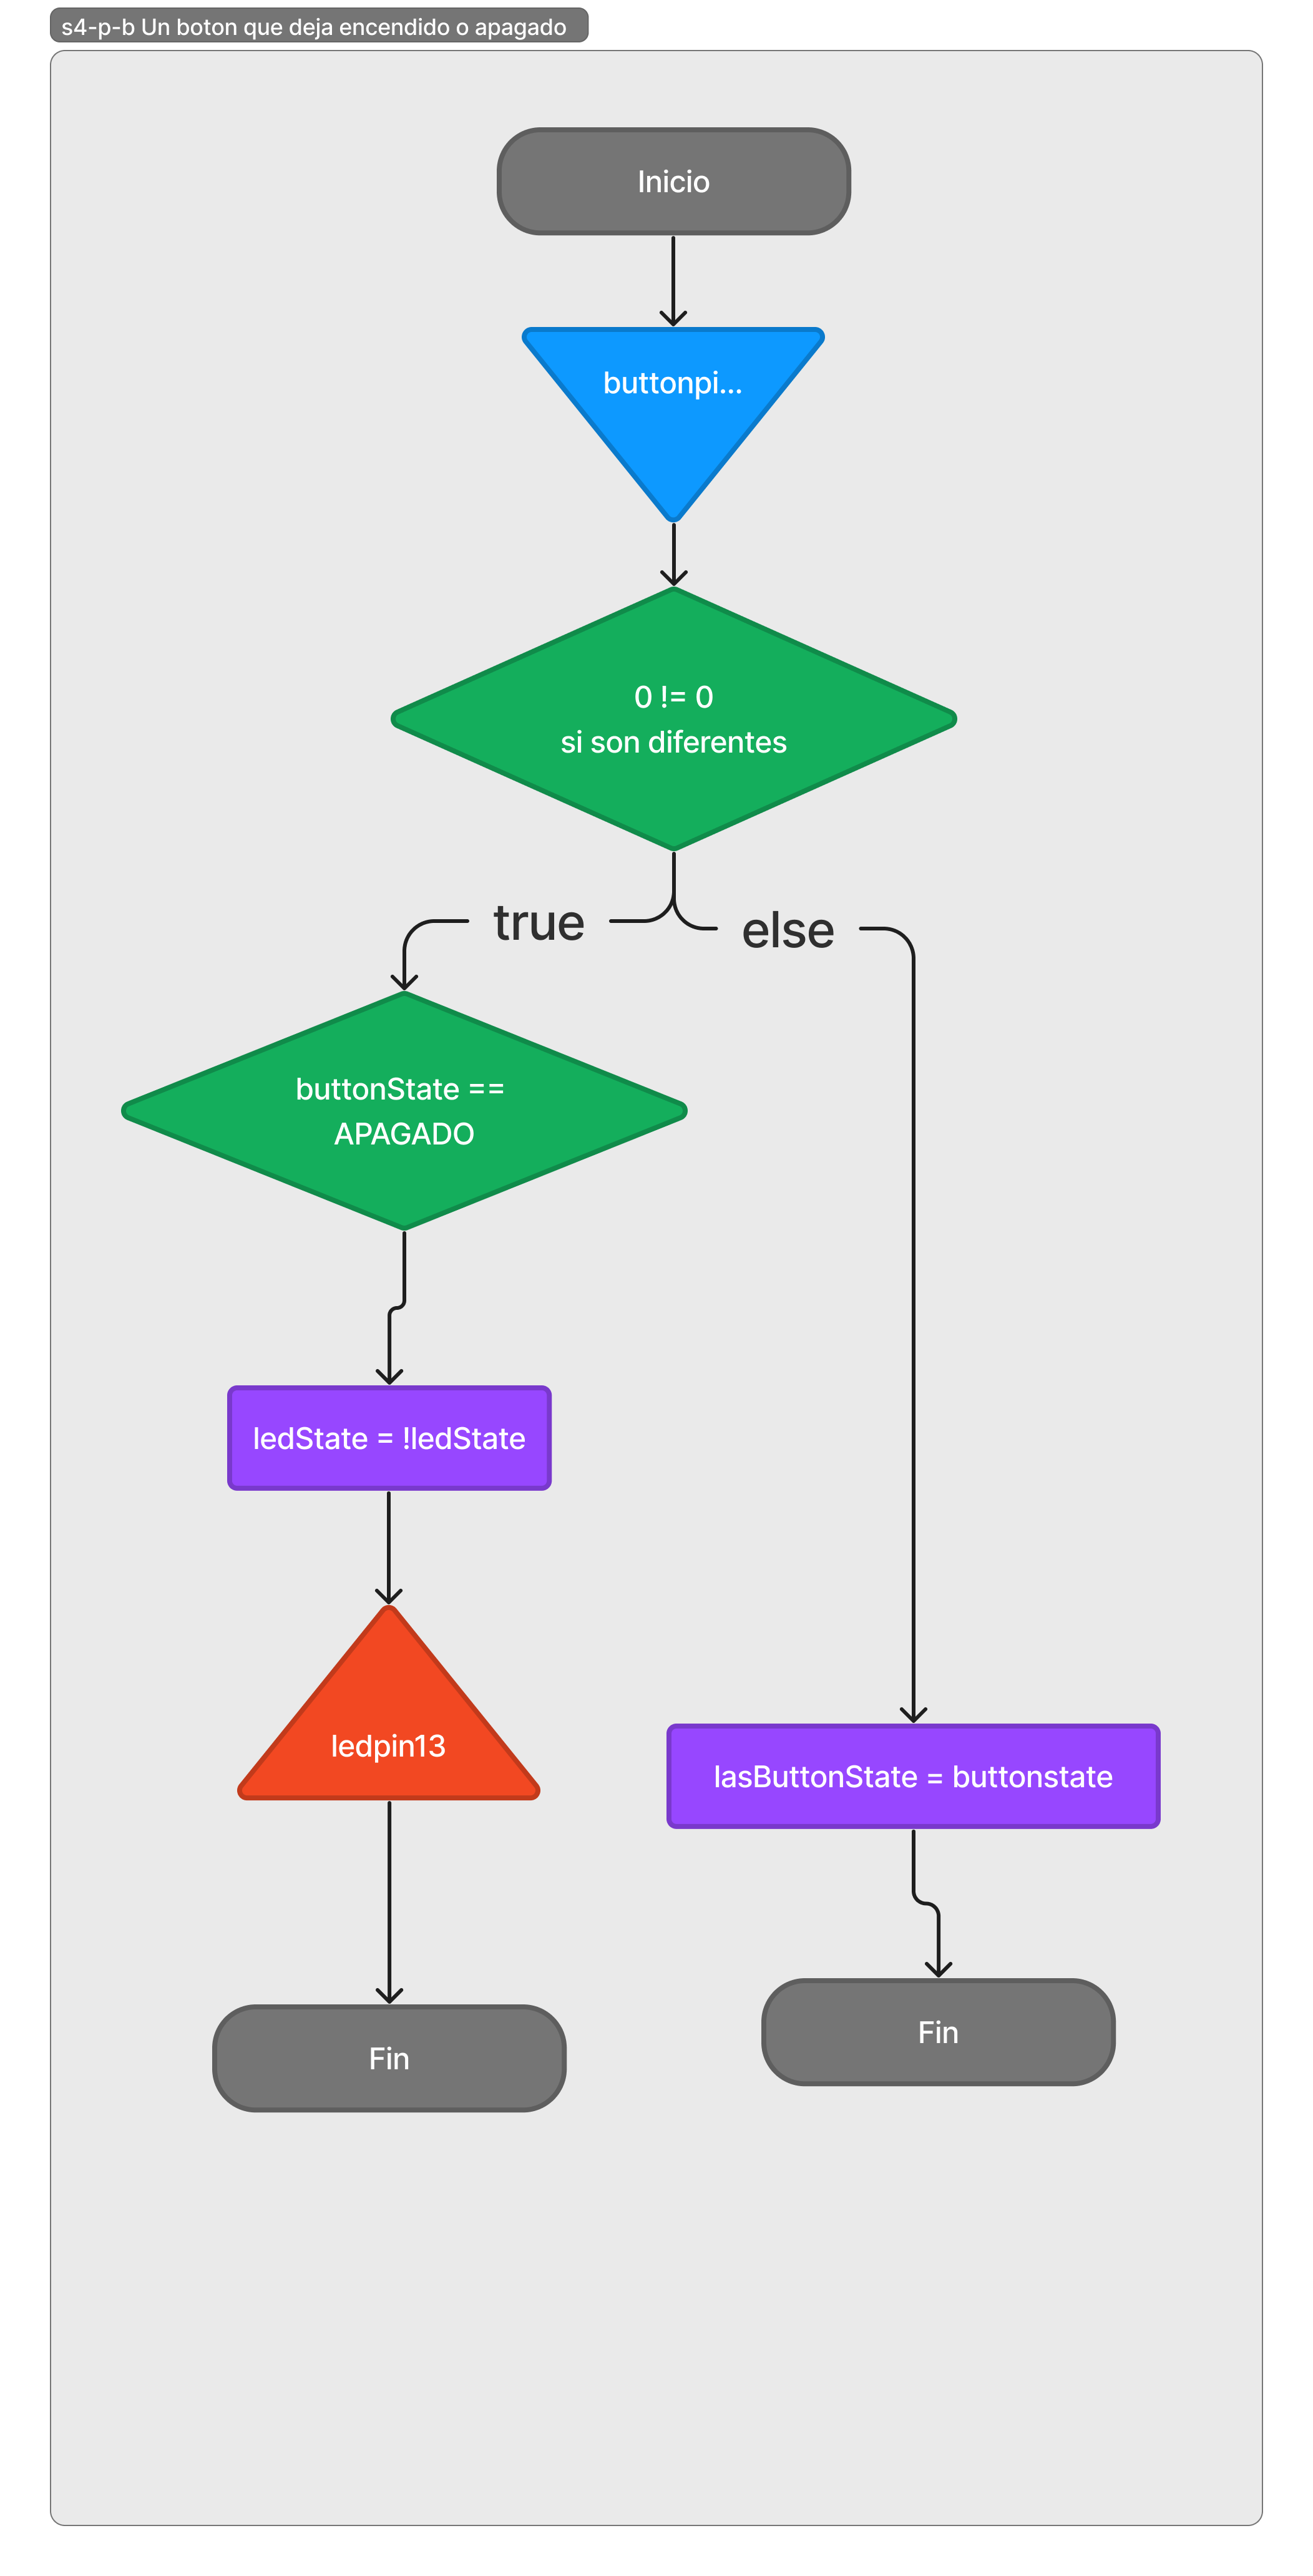 s4-p-b Un boton que deja encendido o apagado
Inicio
buttonpi...
0 != 0
si son diferentes
true
else
buttonState ==
APAGADO
ledState = !ledState
ledpin13
lasButtonState = buttonstate
Fin
Fin